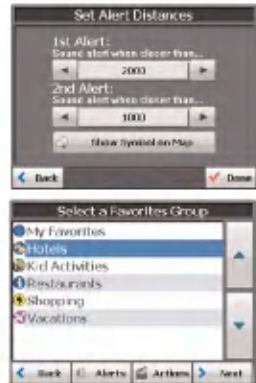 Set Alert Distances
1st Alert:
Sound alert when closer than...
2000
2nd Alert:
Sound alert when closer than...
1000
Show Symbol on Map
Back
Done
Select a Favorites Group
My Favorites
Hotels
Kid Activities
Restaurants
Shopping
Vacations
Back
Alerts
Actions
Next